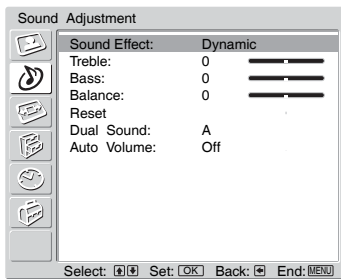 Sound Adjustment
Sound Effect: Dynamic
Treble: 0
Bass: 0
Balance: 0
Reset
Dual Sound: A
Auto Volume: Off
Select: Set: OK Back: End: MENU